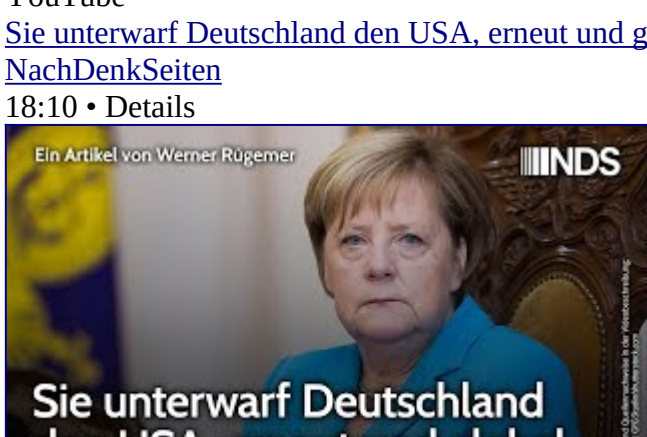 YouTube
Sie unterwarf Deutschland den USA, erneut und g
NachDenkSeiten
18:10 • Details
Ein Artikel von Werner Rügemer
NDS
Sie unterwarf Deutschland